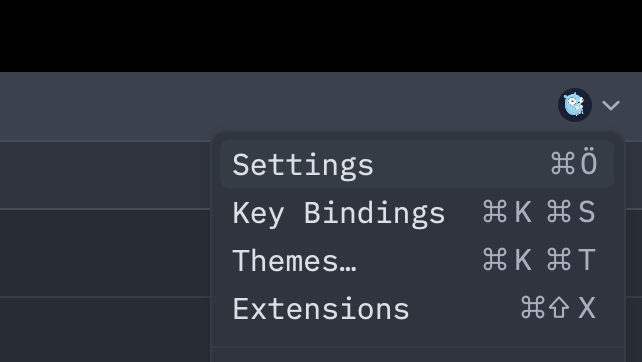 Settings ⌘Ö
Key Bindings ⌘K ⌘S
Themes… ⌘K ⌘T
Extensions ⌘⇧X